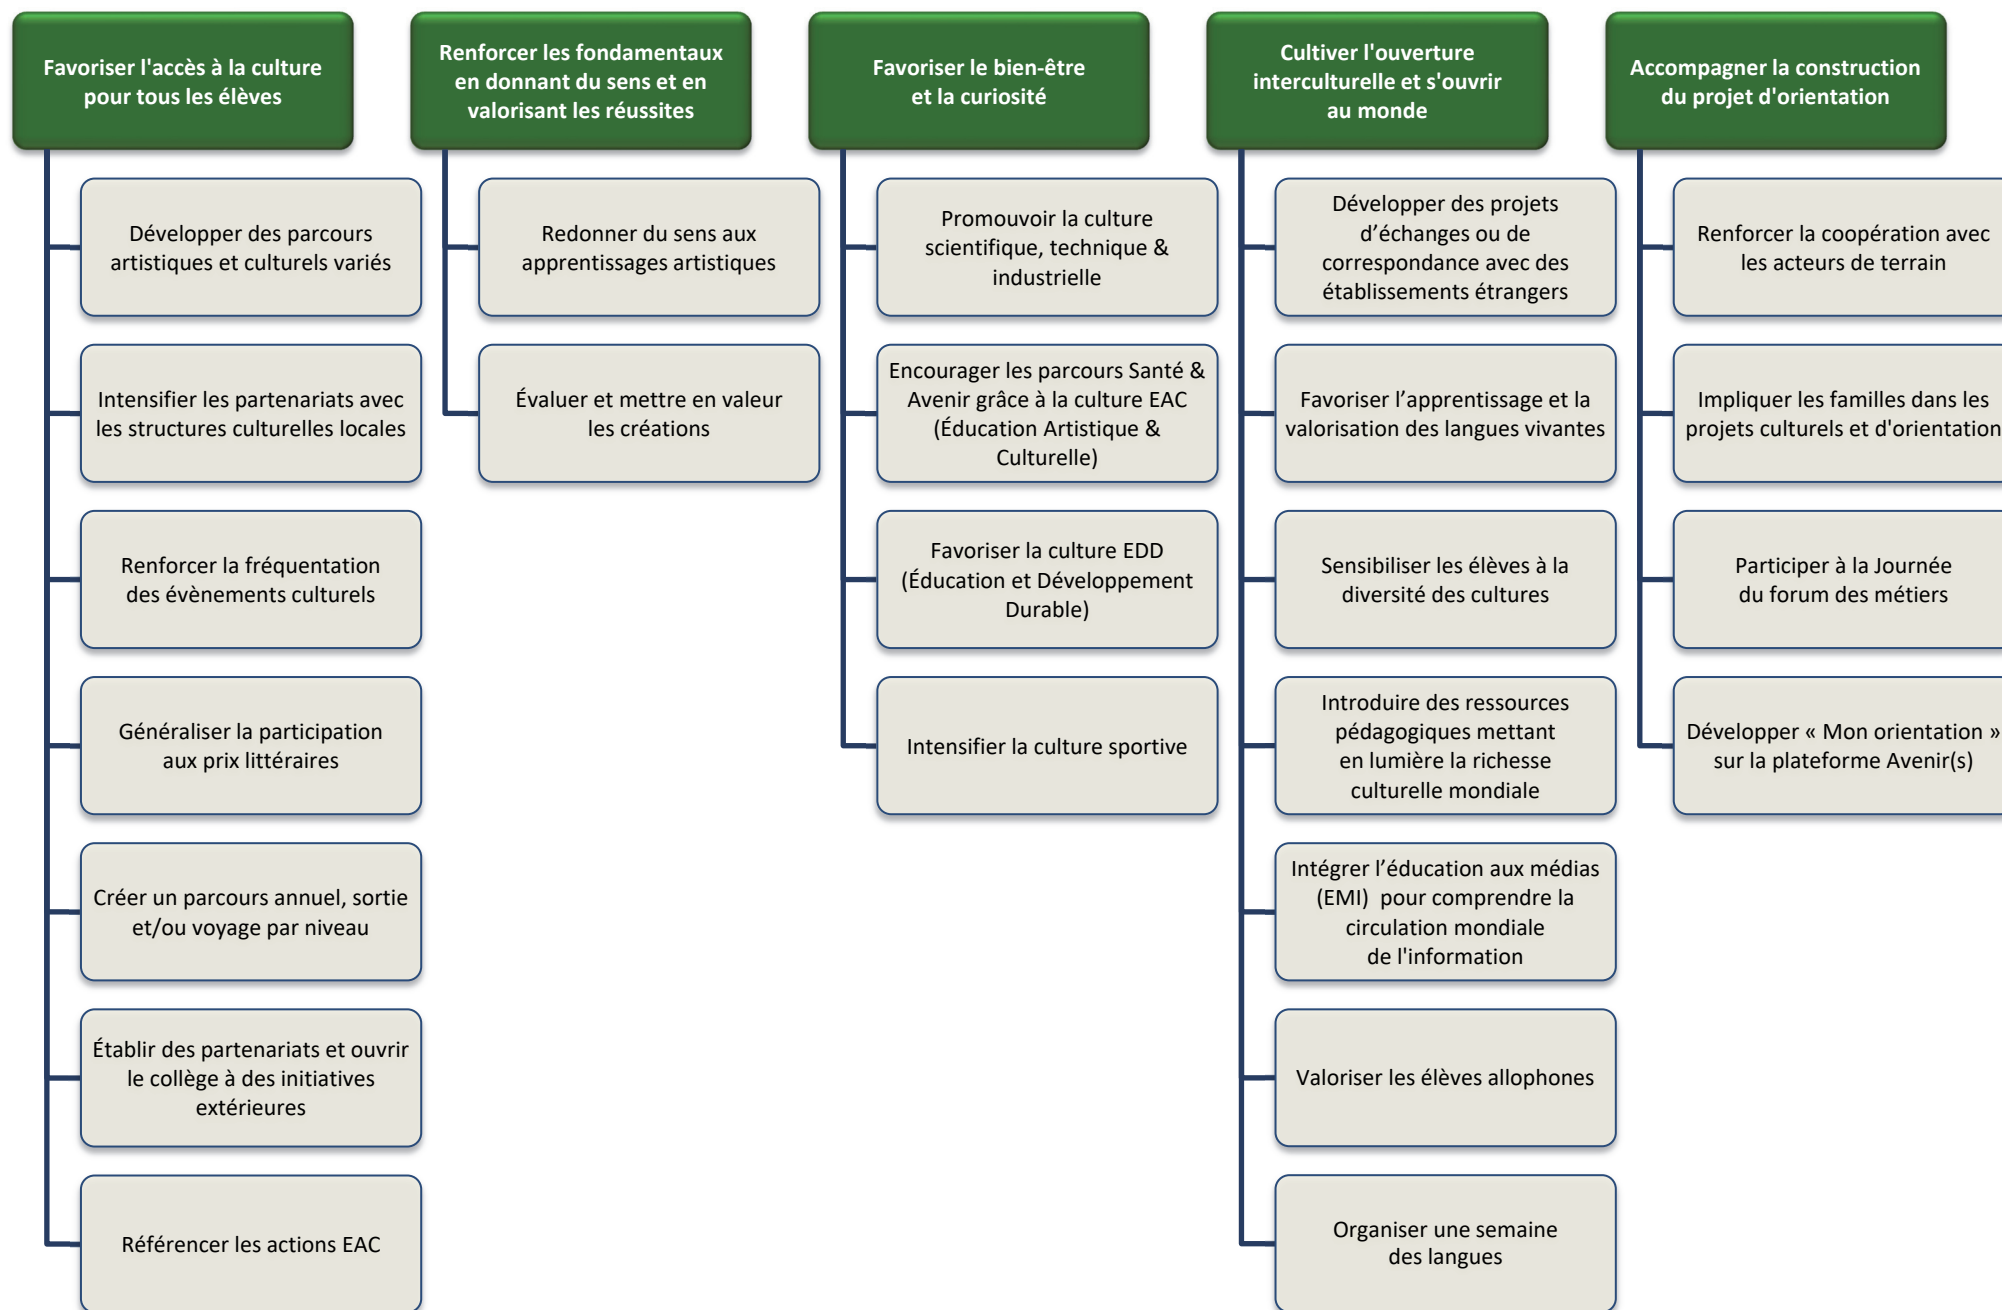 Favoriser l'accès à la culture
pour tous les élèves
Développer des parcours
artistiques et culturels variés
Intensifier les partenariats avec
les structures culturelles locales
Renforcer la fréquentation
des évènements culturels
Généraliser la participation
aux prix littéraires
Créer un parcours annuel, sortie
et/ou voyage par niveau
Établir des partenariats et ouvrir
le collège à des initiatives
extérieures
Référencer les actions EAC
Renforcer les fondamentaux
en donnant du sens et en
valorisant les réussites
Redonner du sens aux
apprentissages artistiques
Évaluer et mettre en valeur
les créations
Favoriser le bien-être
et la curiosité
Promouvoir la culture
scientifique, technique &
industrielle
Encourager les parcours Santé &
Avenir grâce à la culture EAC
(Éducation Artistique &
Culturelle)
Favoriser la culture EDD
(Éducation et Développement
Durable)
Intensifier la culture sportive
Cultiver l'ouverture
interculturelle et s'ouvrir
au monde
Développer des projets
d’échanges ou de
correspondance avec des
établissements étrangers
Favoriser l’apprentissage et la
valorisation des langues vivantes
Sensibiliser les élèves à la
diversité des cultures
Introduire des ressources
pédagogiques mettant
en lumière la richesse
culturelle mondiale
Intégrer l’éducation aux médias
(EMI)  pour comprendre la
circulation mondiale
de l'information
Valoriser les élèves allophones
Organiser une semaine
des langues
Accompagner la construction
du projet d'orientation
Renforcer la coopération avec
les acteurs de terrain
Impliquer les familles dans les
projets culturels et d'orientation
Participer à la Journée
du forum des métiers
Développer « Mon orientation »
sur la plateforme Avenir(s)